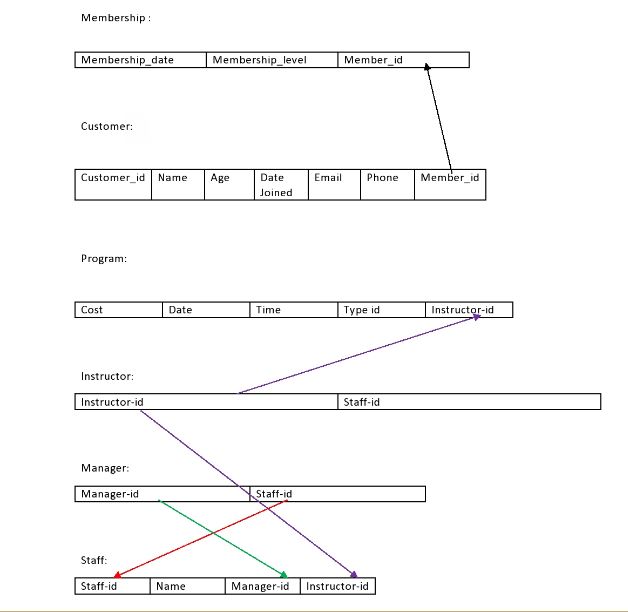 Membership :
Membership_date Membership_level Member_id
Customer:
Customer_id Name Age Date Joined Email Phone Member_id
Program:
Cost Date Time Type id Instructor-id
Instructor:
Instructor-id Staff-id
Manager:
Manager-id Staff-id
Staff:
Staff-id Name Manager-id Instructor-id